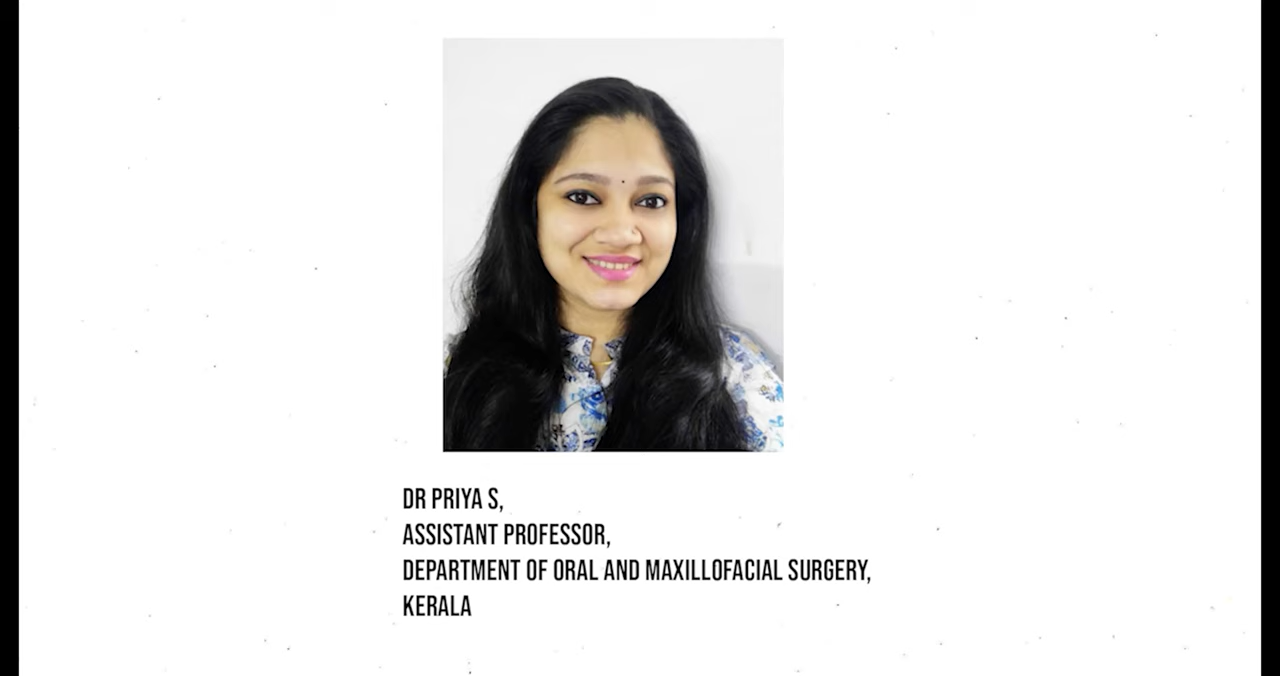 DR PRIYA S,
ASSISTANT PROFESSOR,
DEPARTMENT OF ORAL AND MAXILLOFACIAL SURGERY,
KERALA